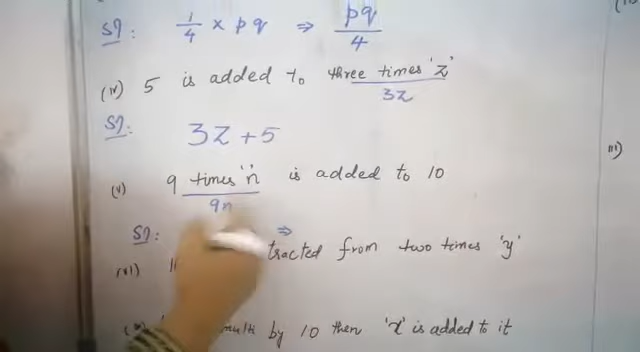 Sol: 1/4 × pq ⇒ pq/4
(iv) 5 is added to three times 'z'
3z
Sol: 3z + 5
(v) 9 times 'n' is added to 10
9n
Sol: ⇒
(vi) tracted from two times 'y'
multi by 10 then 'x' is added to it
iii)